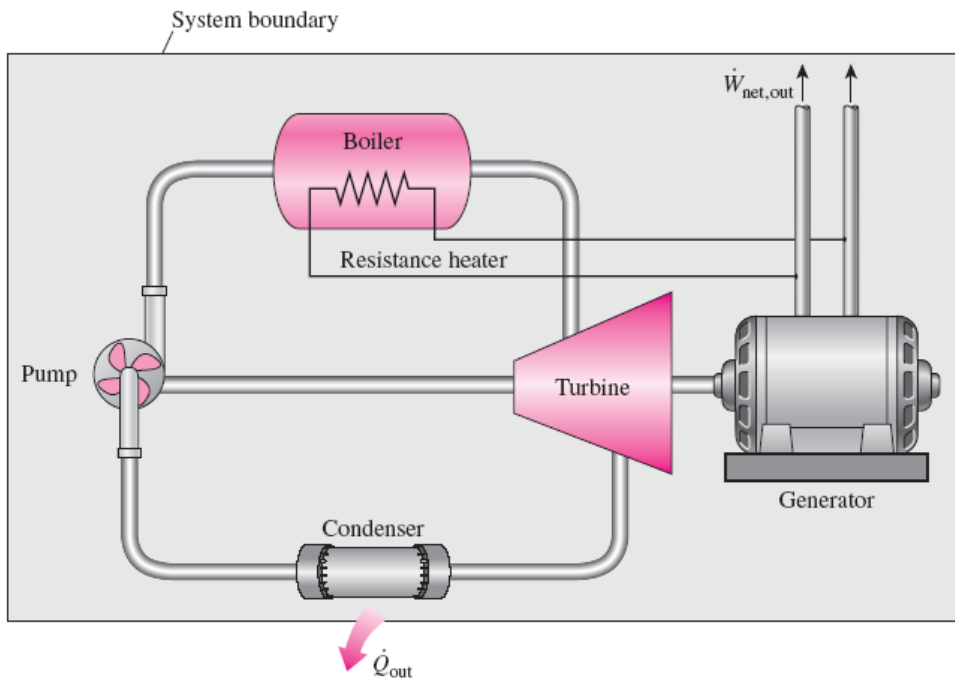 System boundary
Ẇnet,out
Boiler
Resistance heater
Pump
Turbine
Generator
Condenser
Q̇out